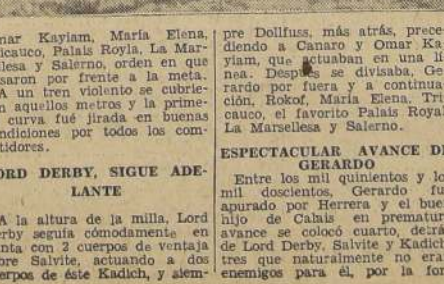 mar Kayiam, María Elena,
icauco, Palais Royla, La Mar-
llesa y Salerno, orden en que
saron por frente a la meta.
A un tren violento se cubrie-
n aquellos metros y la prime-
curva fué jirada en buenas
ndiciones por todos los com-
tidores.
ORD DERBY, SIGUE ADE-
LANTE
A la altura de la milla, Lord
erby seguía cómodamente en
nta con 2 cuerpos de ventaja
bre Salvite, actuando a dos
erpos de éste Kadich, y siem-
pre Dollfuss, más atrás, prece-
diendo a Canaro y Omar Ka
yiam, que actuaban en una lí
nea. Después se divisaba, Ge
rardo por fuera y a continua
ción, Rokof, María Elena, Tri
cauco, el favorito Palais Royal
La Marsellesa y Salerno.
ESPECTACULAR AVANCE D
GERARDO
Entre los mil quinientos y lo
mil doscientos, Gerardo fu
apurado por Herrera y el bue
hijo de Calais en prematur
avance se colocó cuarto, detrá
de Lord Derby, Salvite y Kadich
tres que naturalmente no era
enemigos para él, por la for